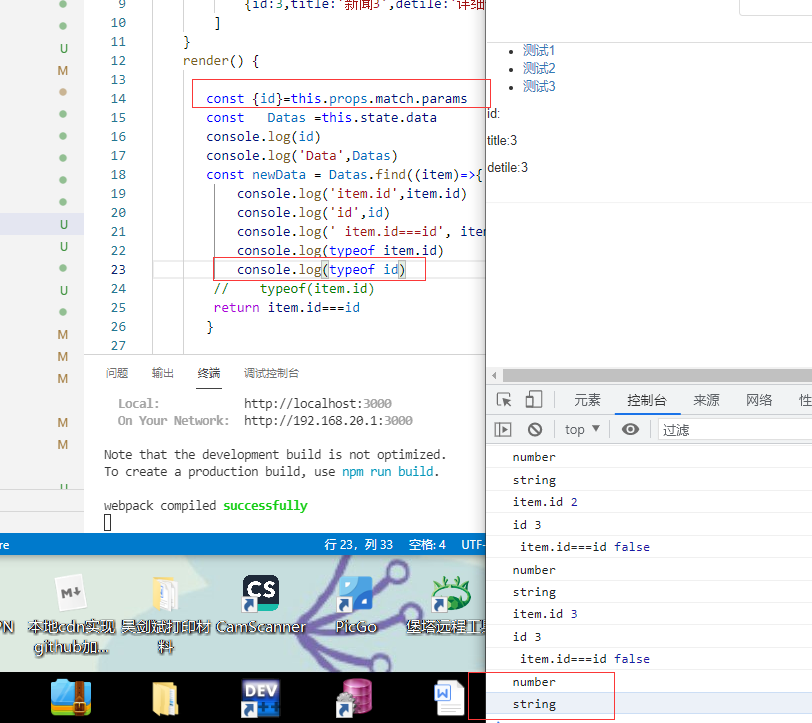 9 {id:3,title:'新闻3',detile:'详细
10 ]
11 }
12 render() {
13
14 const {id}=this.props.match.params
15 const Datas =this.state.data
16 console.log(id)
17 console.log('Data',Datas)
18 const newData = Datas.find((item)=>{
19 console.log('item.id',item.id)
20 console.log('id',id)
21 console.log(' item.id===id', item
22 console.log(typeof item.id)
23 console.log(typeof id)
24 // typeof(item.id)
25 return item.id===id
26 }
27
U
M
U
U
U
M
M
M
M
M
U
问题 输出 终端 调试控制台
Local: http://localhost:3000
On Your Network: http://192.168.20.1:3000
Note that the development build is not optimized.
To create a production build, use npm run build.
webpack compiled successfully
re 行 23，列 33 空格: 4 UTF-
测试1
测试2
测试3
id:
title:3
detile:3
元素 控制台 来源 网络 性
top 过滤
number
string
item.id 2
id 3
item.id===id false
number
string
item.id 3
id 3
item.id===id false
number
string
PN 本地cdn实现github加... 吴剑斌打印材料 CamScanner PicGo 堡塔远程工具
M
CS
DEV
W